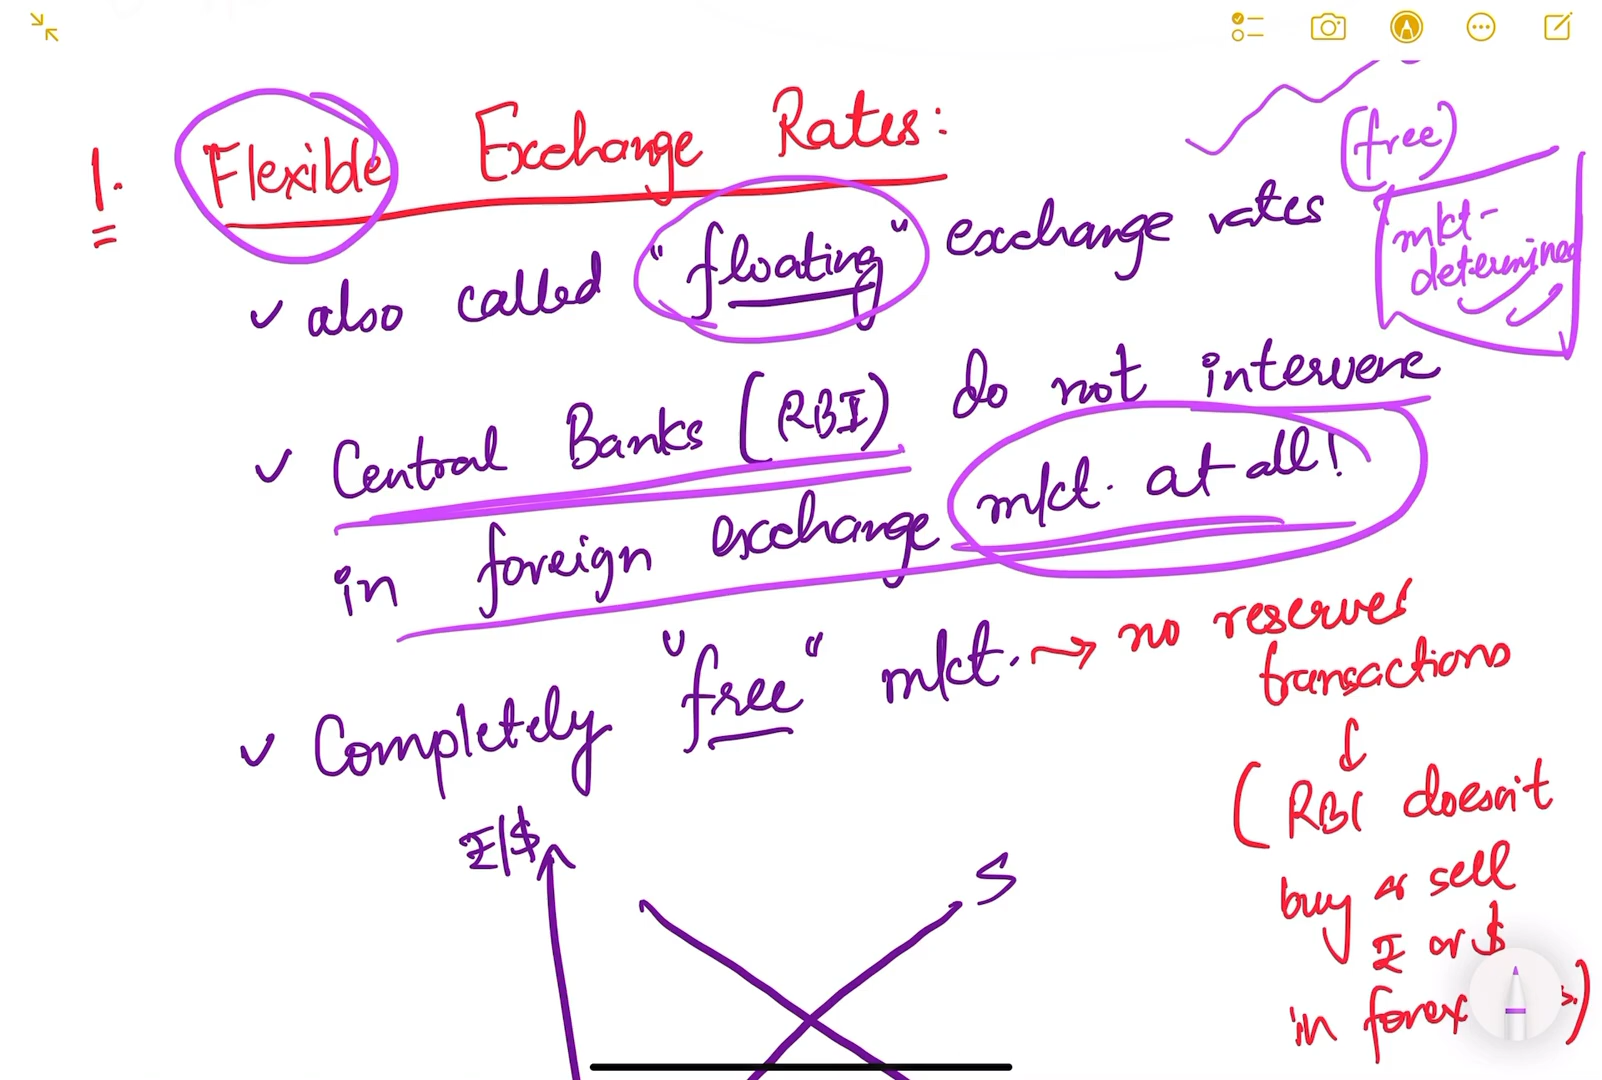 1. Flexible Exchange Rates:
(free)
mkt-
determined
also called "floating" exchange rates
Central Banks (RBI) do not intervene
in foreign exchange mkt. at all!
Completely "free" mkt. → no reserves
transactions
(RBI doesn't
buy or sell
₹ or $
in forex
₹/$
S